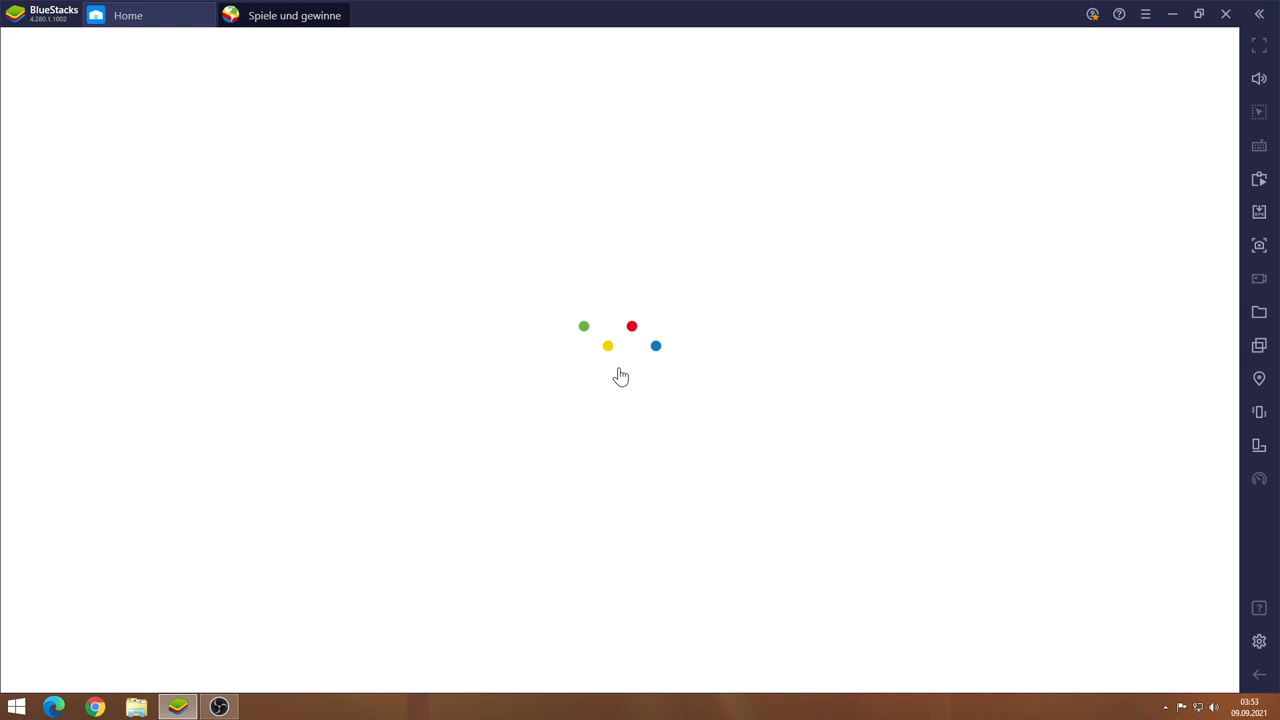 BlueStacks
4.280.1.1002
Home
Spiele und gewinne
03:53
09.09.2021